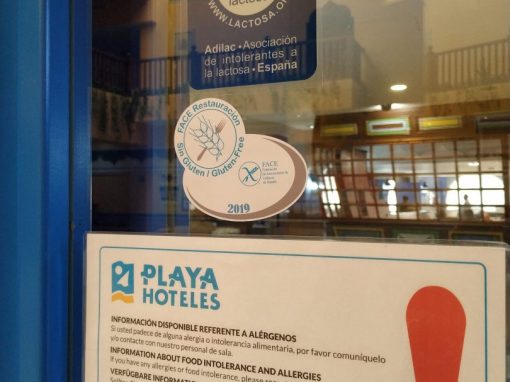 lactosa
WWW.LACTOSA.OR
Adilac • Asociación
de intolerantes a
la lactosa • España
FACE Restauración
Sin Gluten / Gluten-Free
FACE
2019
PLAYA
HOTELES
INFORMACIÓN DISPONIBLE REFERENTE A ALÉRGENOS
Si usted padece de alguna alergia o intolerancia alimentaria, por favor comuníquelo
y/o contacte con nuestro personal de sala.
INFORMATION ABOUT FOOD INTOLERANCE AND ALLERGIES
If you have any allergies or food intolerance, please
VERFÜGBARE INFORMATI